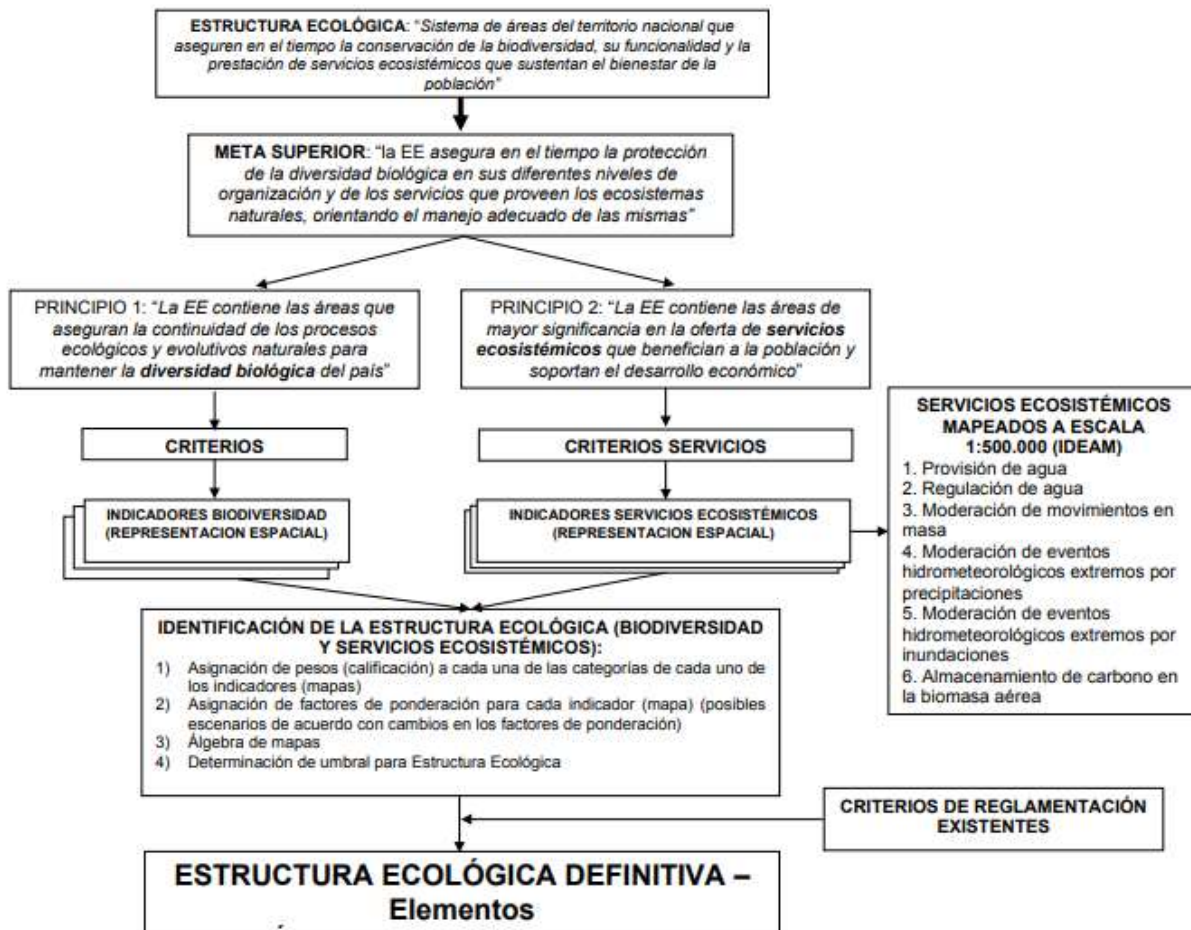 ESTRUCTURA ECOLÓGICA: “Sistema de áreas del territorio nacional que
aseguren en el tiempo la conservación de la biodiversidad, su funcionalidad y la
prestación de servicios ecosistémicos que sustentan el bienestar de la
población”
META SUPERIOR: “la EE asegura en el tiempo la protección
de la diversidad biológica en sus diferentes niveles de
organización y de los servicios que proveen los ecosistemas
naturales, orientando el manejo adecuado de las mismas”
PRINCIPIO 1: “La EE contiene las áreas que
aseguran la continuidad de los procesos
ecológicos y evolutivos naturales para
mantener la diversidad biológica del país”
PRINCIPIO 2: “La EE contiene las áreas de
mayor significancia en la oferta de servicios
ecosistémicos que benefician a la población y
soportan el desarrollo económico”
CRITERIOS
CRITERIOS SERVICIOS
INDICADORES BIODIVERSIDAD
(REPRESENTACION ESPACIAL)
INDICADORES SERVICIOS ECOSISTÉMICOS
(REPRESENTACION ESPACIAL)
SERVICIOS ECOSISTÉMICOS
MAPEADOS A ESCALA
1:500.000 (IDEAM)
1. Provisión de agua
2. Regulación de agua
3. Moderación de movimientos en
masa
4. Moderación de eventos
hidrometeorológicos extremos por
precipitaciones
5. Moderación de eventos
hidrometeorológicos extremos por
inundaciones
6. Almacenamiento de carbono en
la biomasa aérea
IDENTIFICACIÓN DE LA ESTRUCTURA ECOLÓGICA (BIODIVERSIDAD
Y SERVICIOS ECOSISTÉMICOS):
1) Asignación de pesos (calificación) a cada una de las categorías de cada uno de
los indicadores (mapas)
2) Asignación de factores de ponderación para cada indicador (mapa) (posibles
escenarios de acuerdo con cambios en los factores de ponderación)
3) Álgebra de mapas
4) Determinación de umbral para Estructura Ecológica
CRITERIOS DE REGLAMENTACIÓN
EXISTENTES
ESTRUCTURA ECOLÓGICA DEFINITIVA –
Elementos